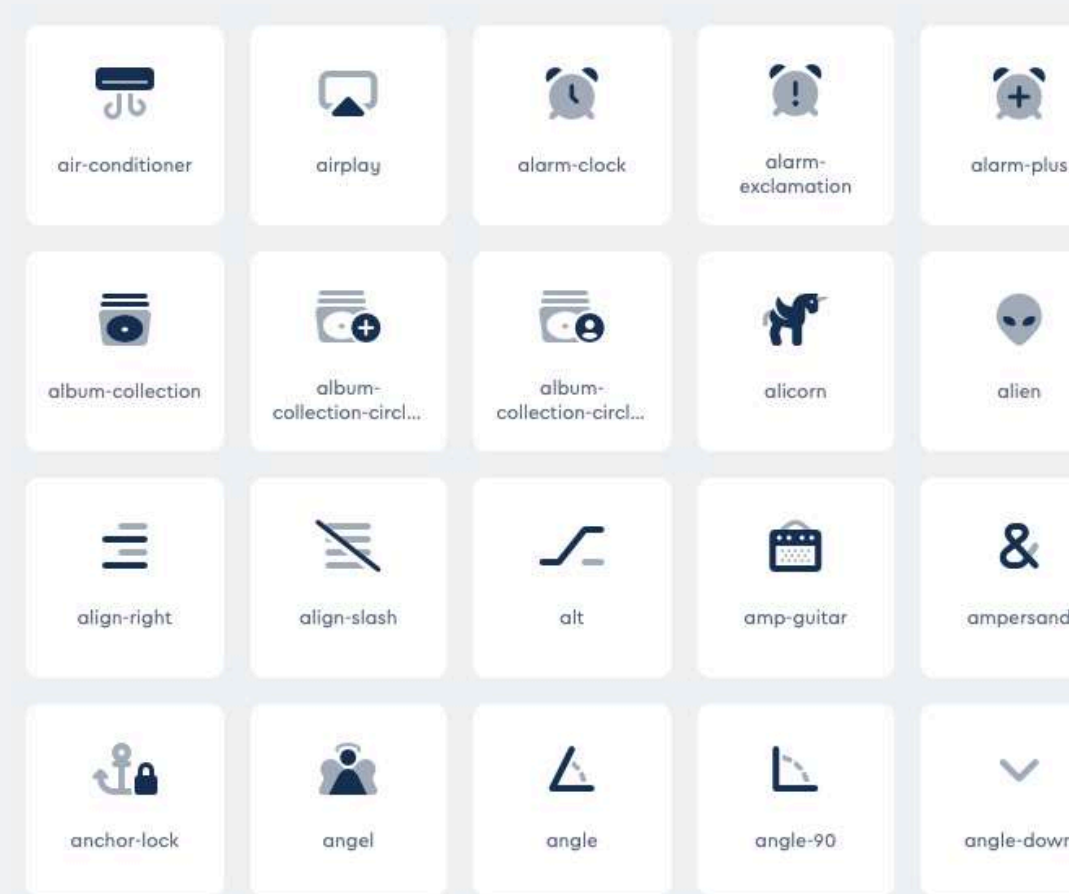 air-conditioner
airplay
alarm-clock
alarm-
exclamation
alarm-plus
album-collection
album-
collection-circl...
album-
collection-circl...
alicorn
alien
align-right
align-slash
alt
amp-guitar
&
ampersand
anchor-lock
angel
angle
angle-90
angle-down